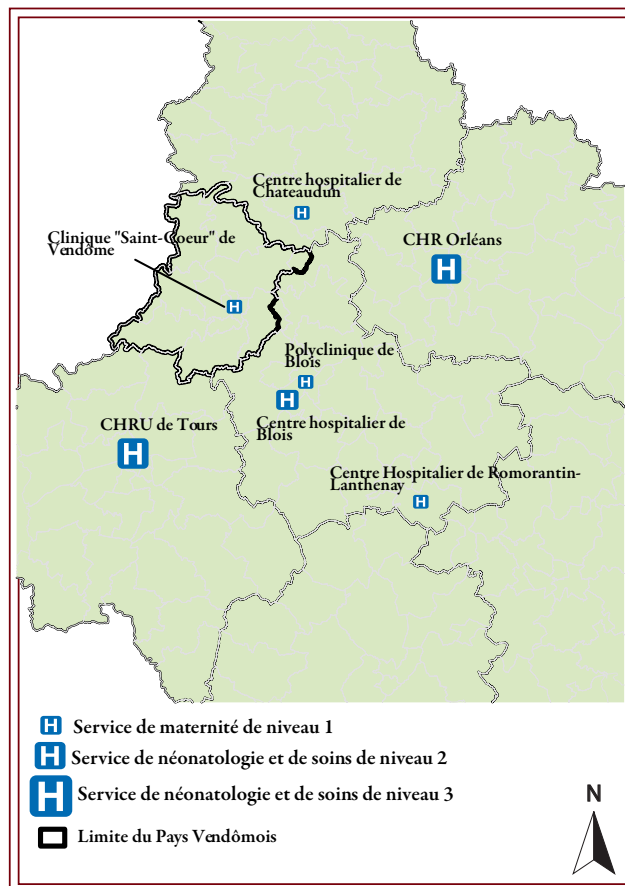 Centre hospitalier de
Chateaudun
H
Clinique "Saint-Coeur" de
Vendôme
H
CHR Orléans
H
Polyclinique de
Blois
H
H
Centre hospitalier de
Blois
CHRU de Tours
H
Centre Hospitalier de Romorantin-
Lanthenay
H
H Service de maternité de niveau 1
H Service de néonatologie et de soins de niveau 2
H Service de néonatologie et de soins de niveau 3
Limite du Pays Vendômois
N